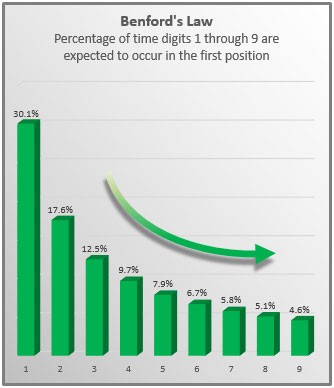 Benford's Law
Percentage of time digits 1 through 9 are
expected to occur in the first position
30.1%
17.6%
12.5%
9.7%
7.9%
6.7%
5.8%
5.1%
4.6%
1 2 3 4 5 6 7 8 9